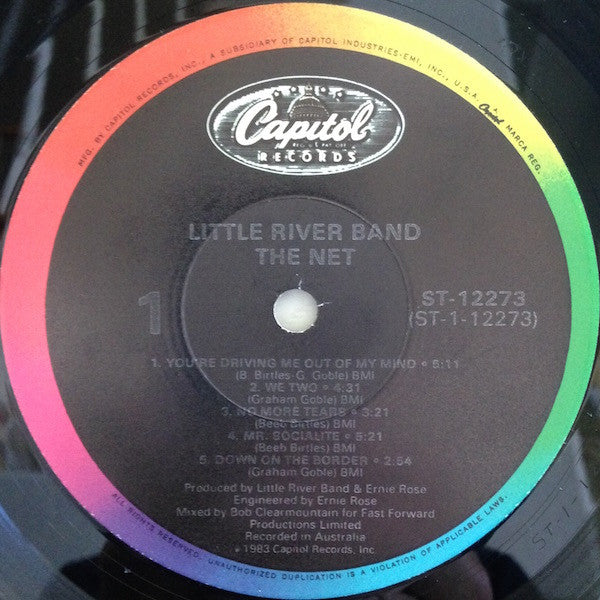 MFG. BY CAPITOL RECORDS, INC., A SUBSIDIARY OF CAPITOL INDUSTRIES-EMI, INC., U.S.A. Capitol MARCA REG.
Capitol
RECORDS
LITTLE RIVER BAND
THE NET
1
ST-12273
(ST-1-12273)
1. YOU'RE DRIVING ME OUT OF MY MIND • 5:11
(B. Birtles-G. Goble) BMI
2. WE TWO • 4:31
(Graham Goble) BMI
3. NO MORE TEARS • 3:21
(Beeb Birtles) BMI
4. MR. SOCIALITE • 5:21
(Beeb Birtles) BMI
5. DOWN ON THE BORDER • 2:54
(Graham Goble) BMI
Produced by Little River Band & Ernie Rose
Engineered by Ernie Rose
Mixed by Bob Clearmountain for Fast Forward
Productions Limited
Recorded in Australia
℗ 1983 Capitol Records, Inc.
ALL RIGHTS RESERVED. UNAUTHORIZED DUPLICATION IS A VIOLATION OF APPLICABLE LAWS.